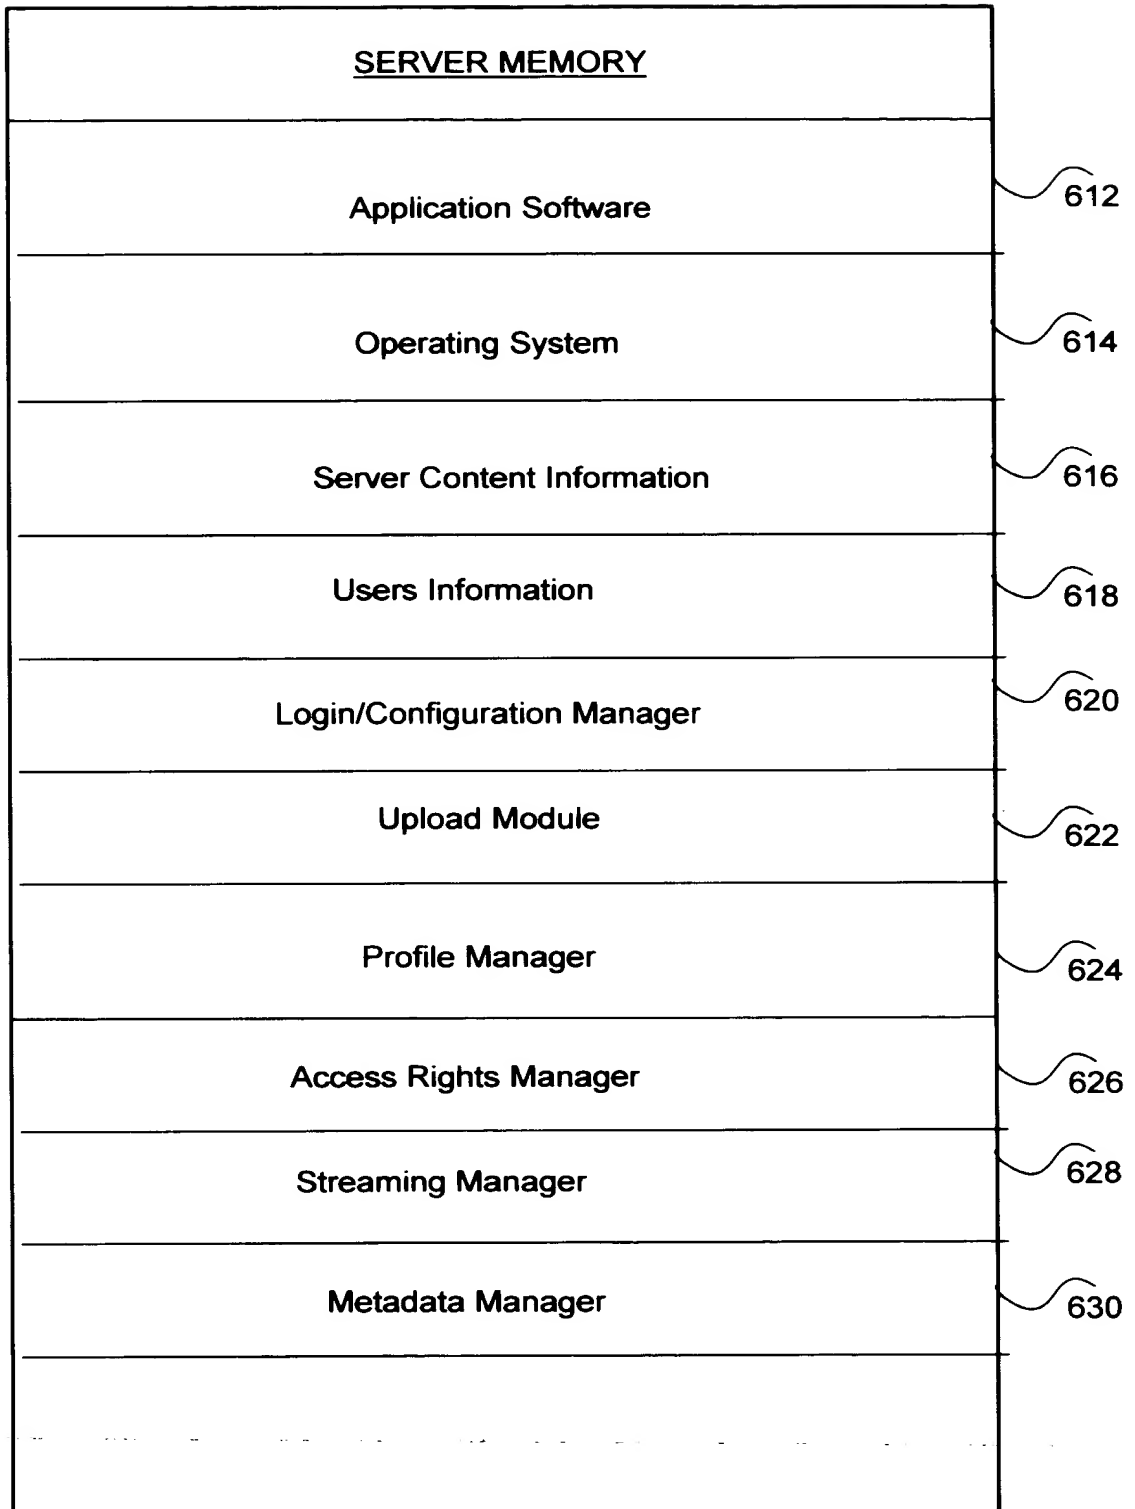 SERVER MEMORY
Application Software 612
Operating System 614
Server Content Information 616
Users Information 618
Login/Configuration Manager 620
Upload Module 622
Profile Manager 624
Access Rights Manager 626
Streaming Manager 628
Metadata Manager 630